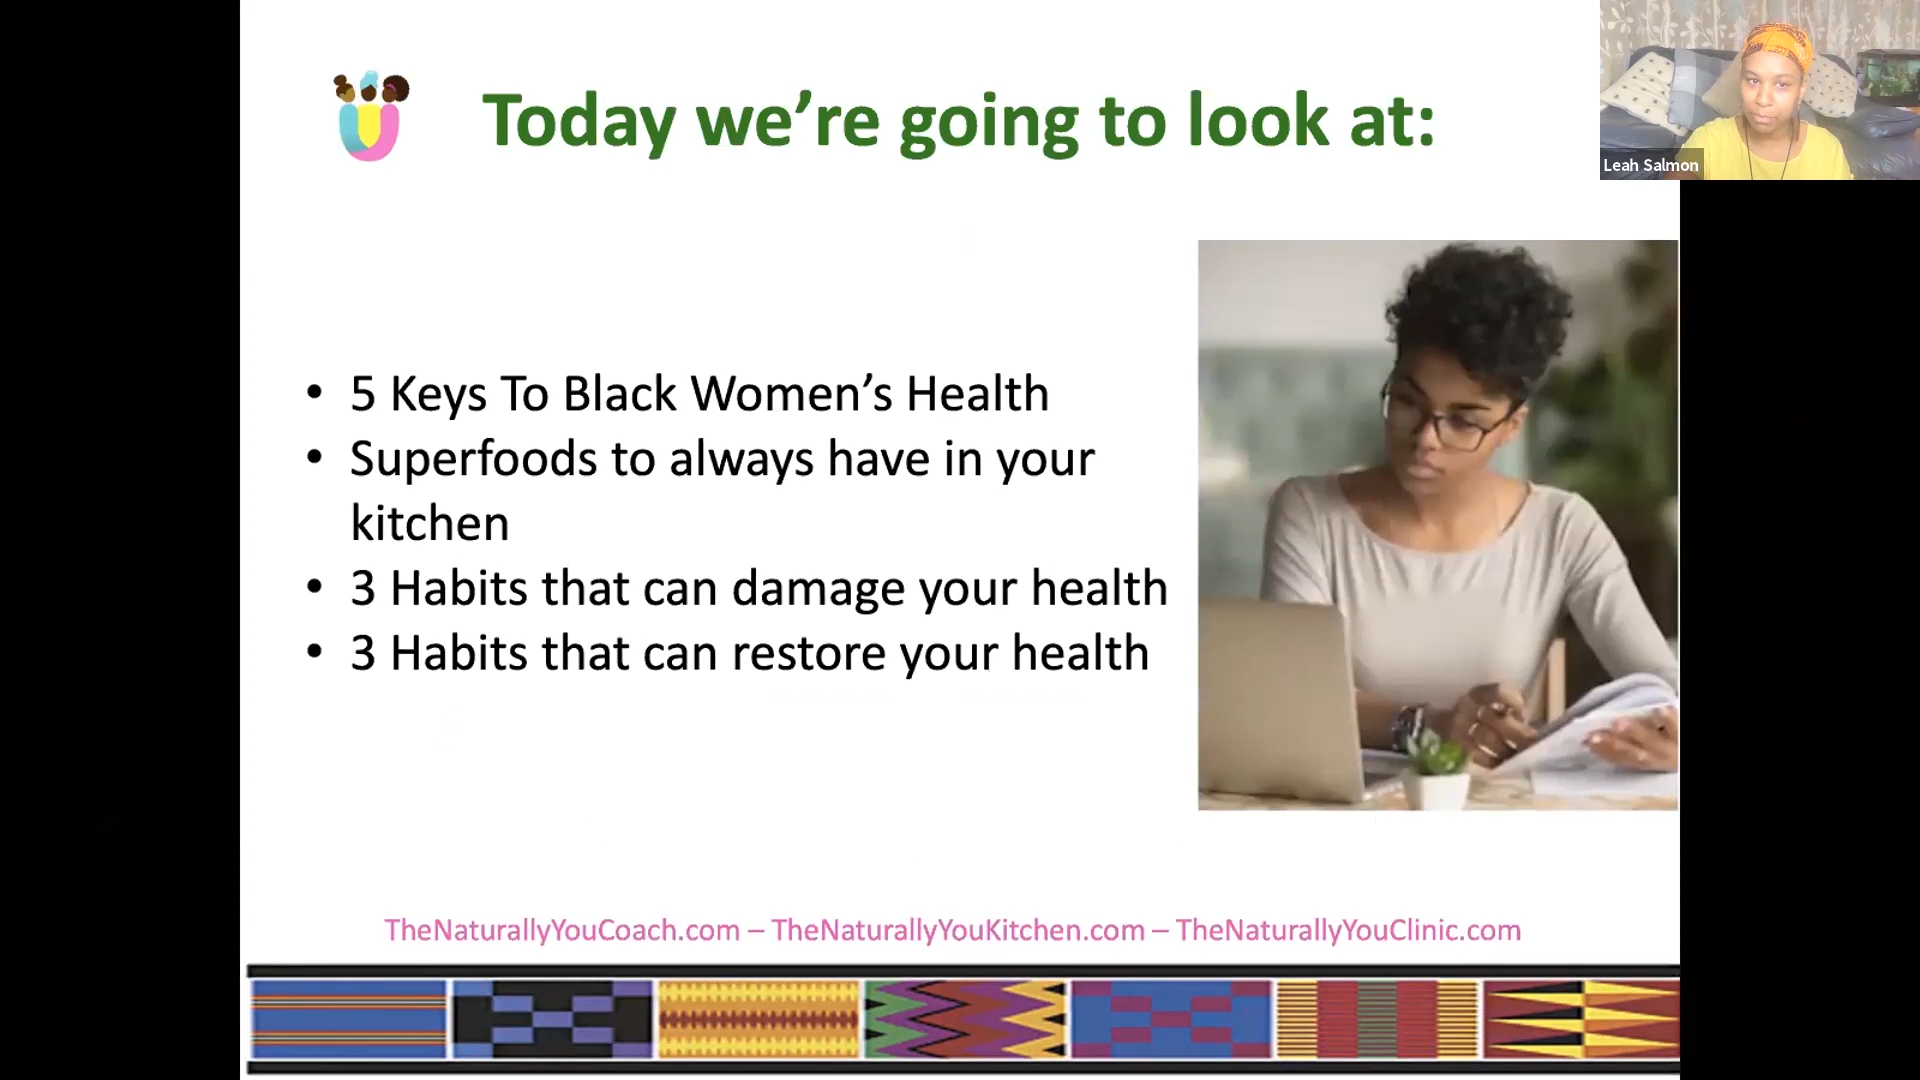 Today we're going to look at:
Leah Salmon
• 5 Keys To Black Women's Health
• Superfoods to always have in your
kitchen
• 3 Habits that can damage your health
• 3 Habits that can restore your health
TheNaturallyYouCoach.com – TheNaturallyYouKitchen.com – TheNaturallyYouClinic.com